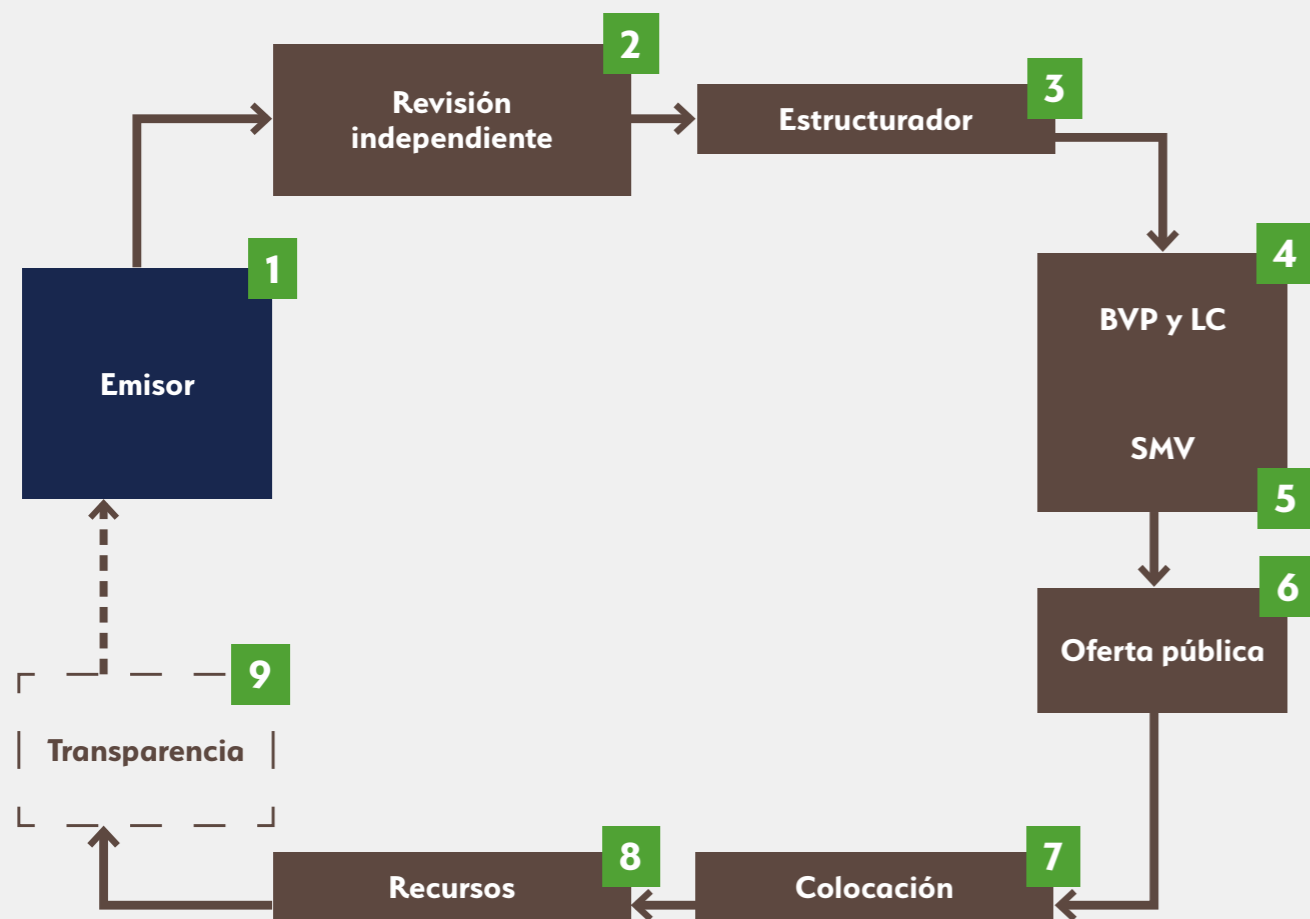 1
Emisor
2
Revisión
independiente
3
Estructurador
4
BVP y LC
SMV
5
6
Oferta pública
7
Colocación
8
Recursos
9
Transparencia